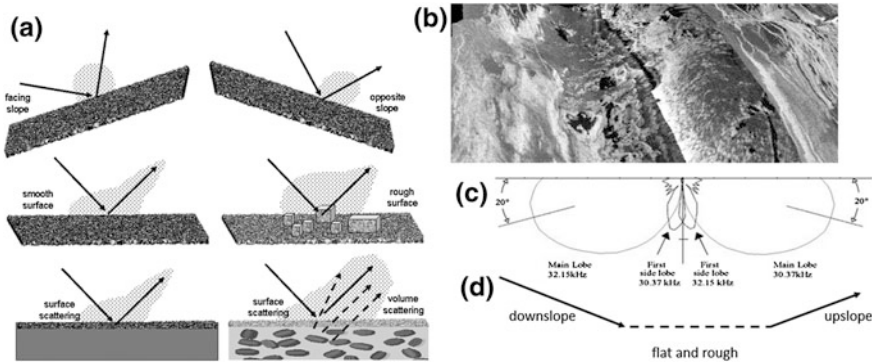 (a)
facing
slope
opposite
slope
smooth
surface
rough
surface
surface
scattering
surface
scattering
volume
scattering
(b)
(c)
20°
20°
Main Lobe
32.15kHz
First
side lobe
30.37 kHz
First
side lobe
32.15 kHz
Main Lobe
30.37kHz
(d)
downslope
upslope
flat and rough